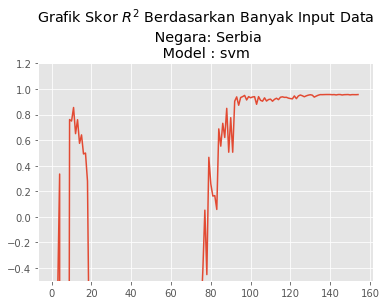 Grafik Skor R² Berdasarkan Banyak Input Data
Negara: Serbia
Model : svm
1.2
1.0
0.8
0.6
0.4
0.2
0.0
−0.2
−0.4
0 20 40 60 80 100 120 140 160